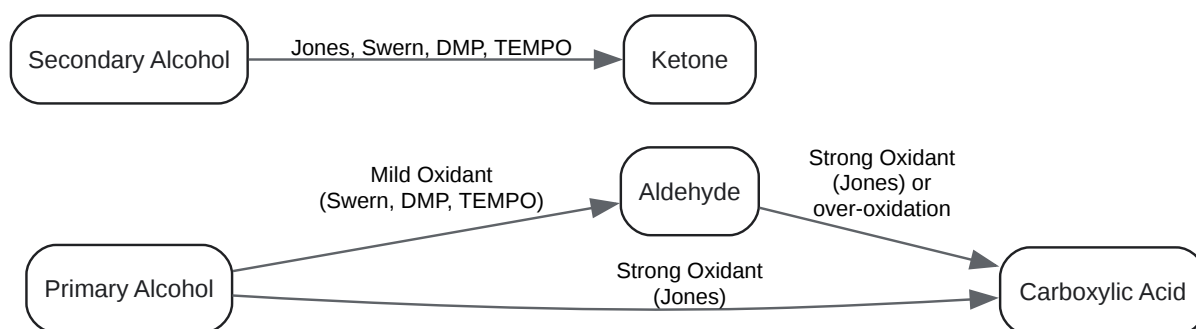 Secondary Alcohol
Jones, Swern, DMP, TEMPO
Ketone
Mild Oxidant
(Swern, DMP, TEMPO)
Aldehyde
Strong Oxidant
(Jones) or
over-oxidation
Primary Alcohol
Strong Oxidant
(Jones)
Carboxylic Acid